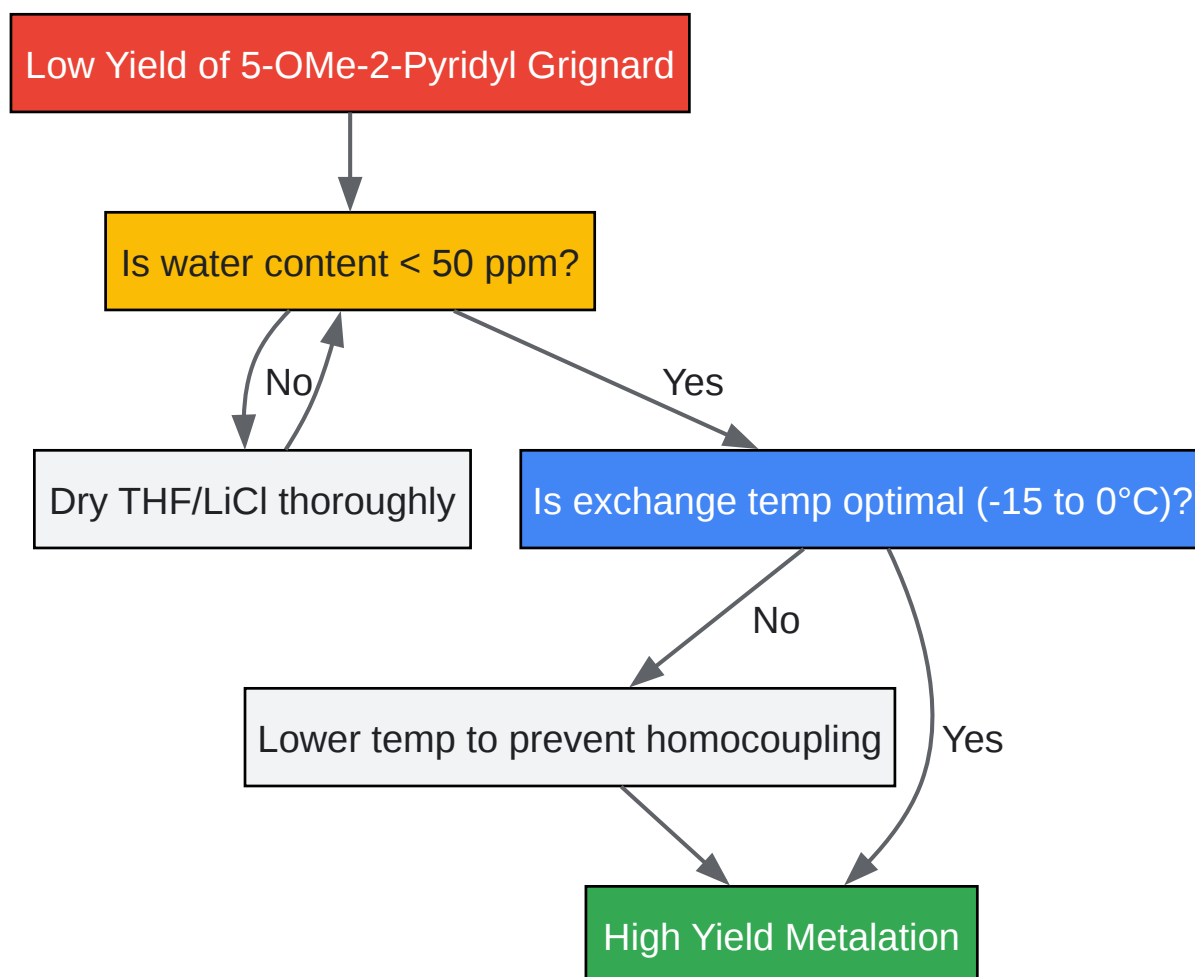 Low Yield of 5-OMe-2-Pyridyl Grignard
Is water content < 50 ppm?
No
Yes
Dry THF/LiCl thoroughly
Is exchange temp optimal (-15 to 0°C)?
No
Lower temp to prevent homocoupling
Yes
High Yield Metalation